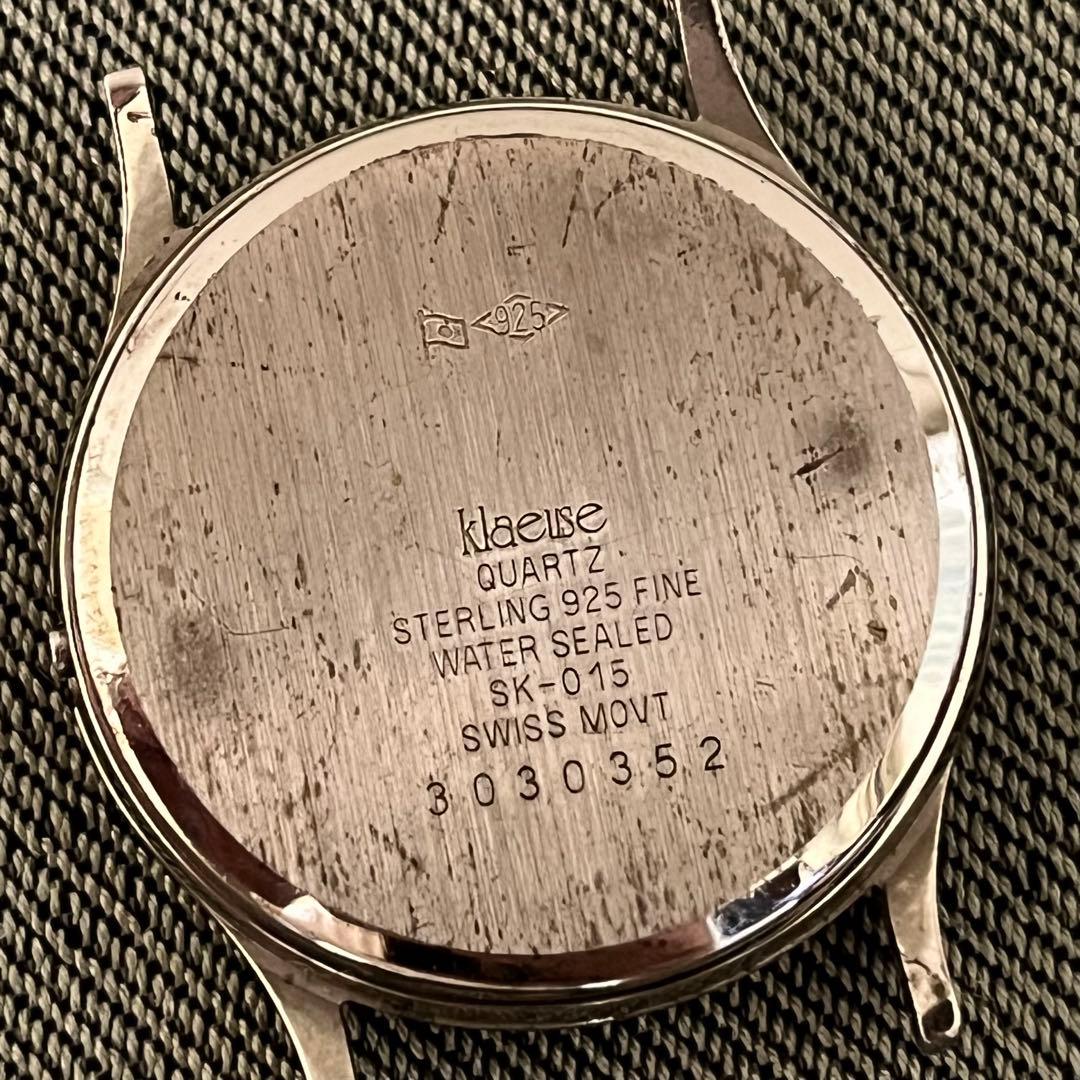 925
klaeuse
QUARTZ
STERLING 925 FINE
WATER SEALED
SK-015
SWISS MOVT
3030352